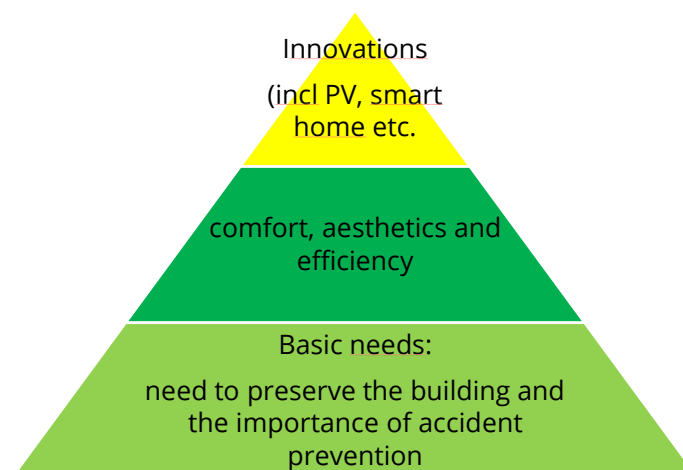 Innovations
(incl PV, smart
home etc.
comfort, aesthetics and
efficiency
Basic needs:
need to preserve the building and
the importance of accident
prevention